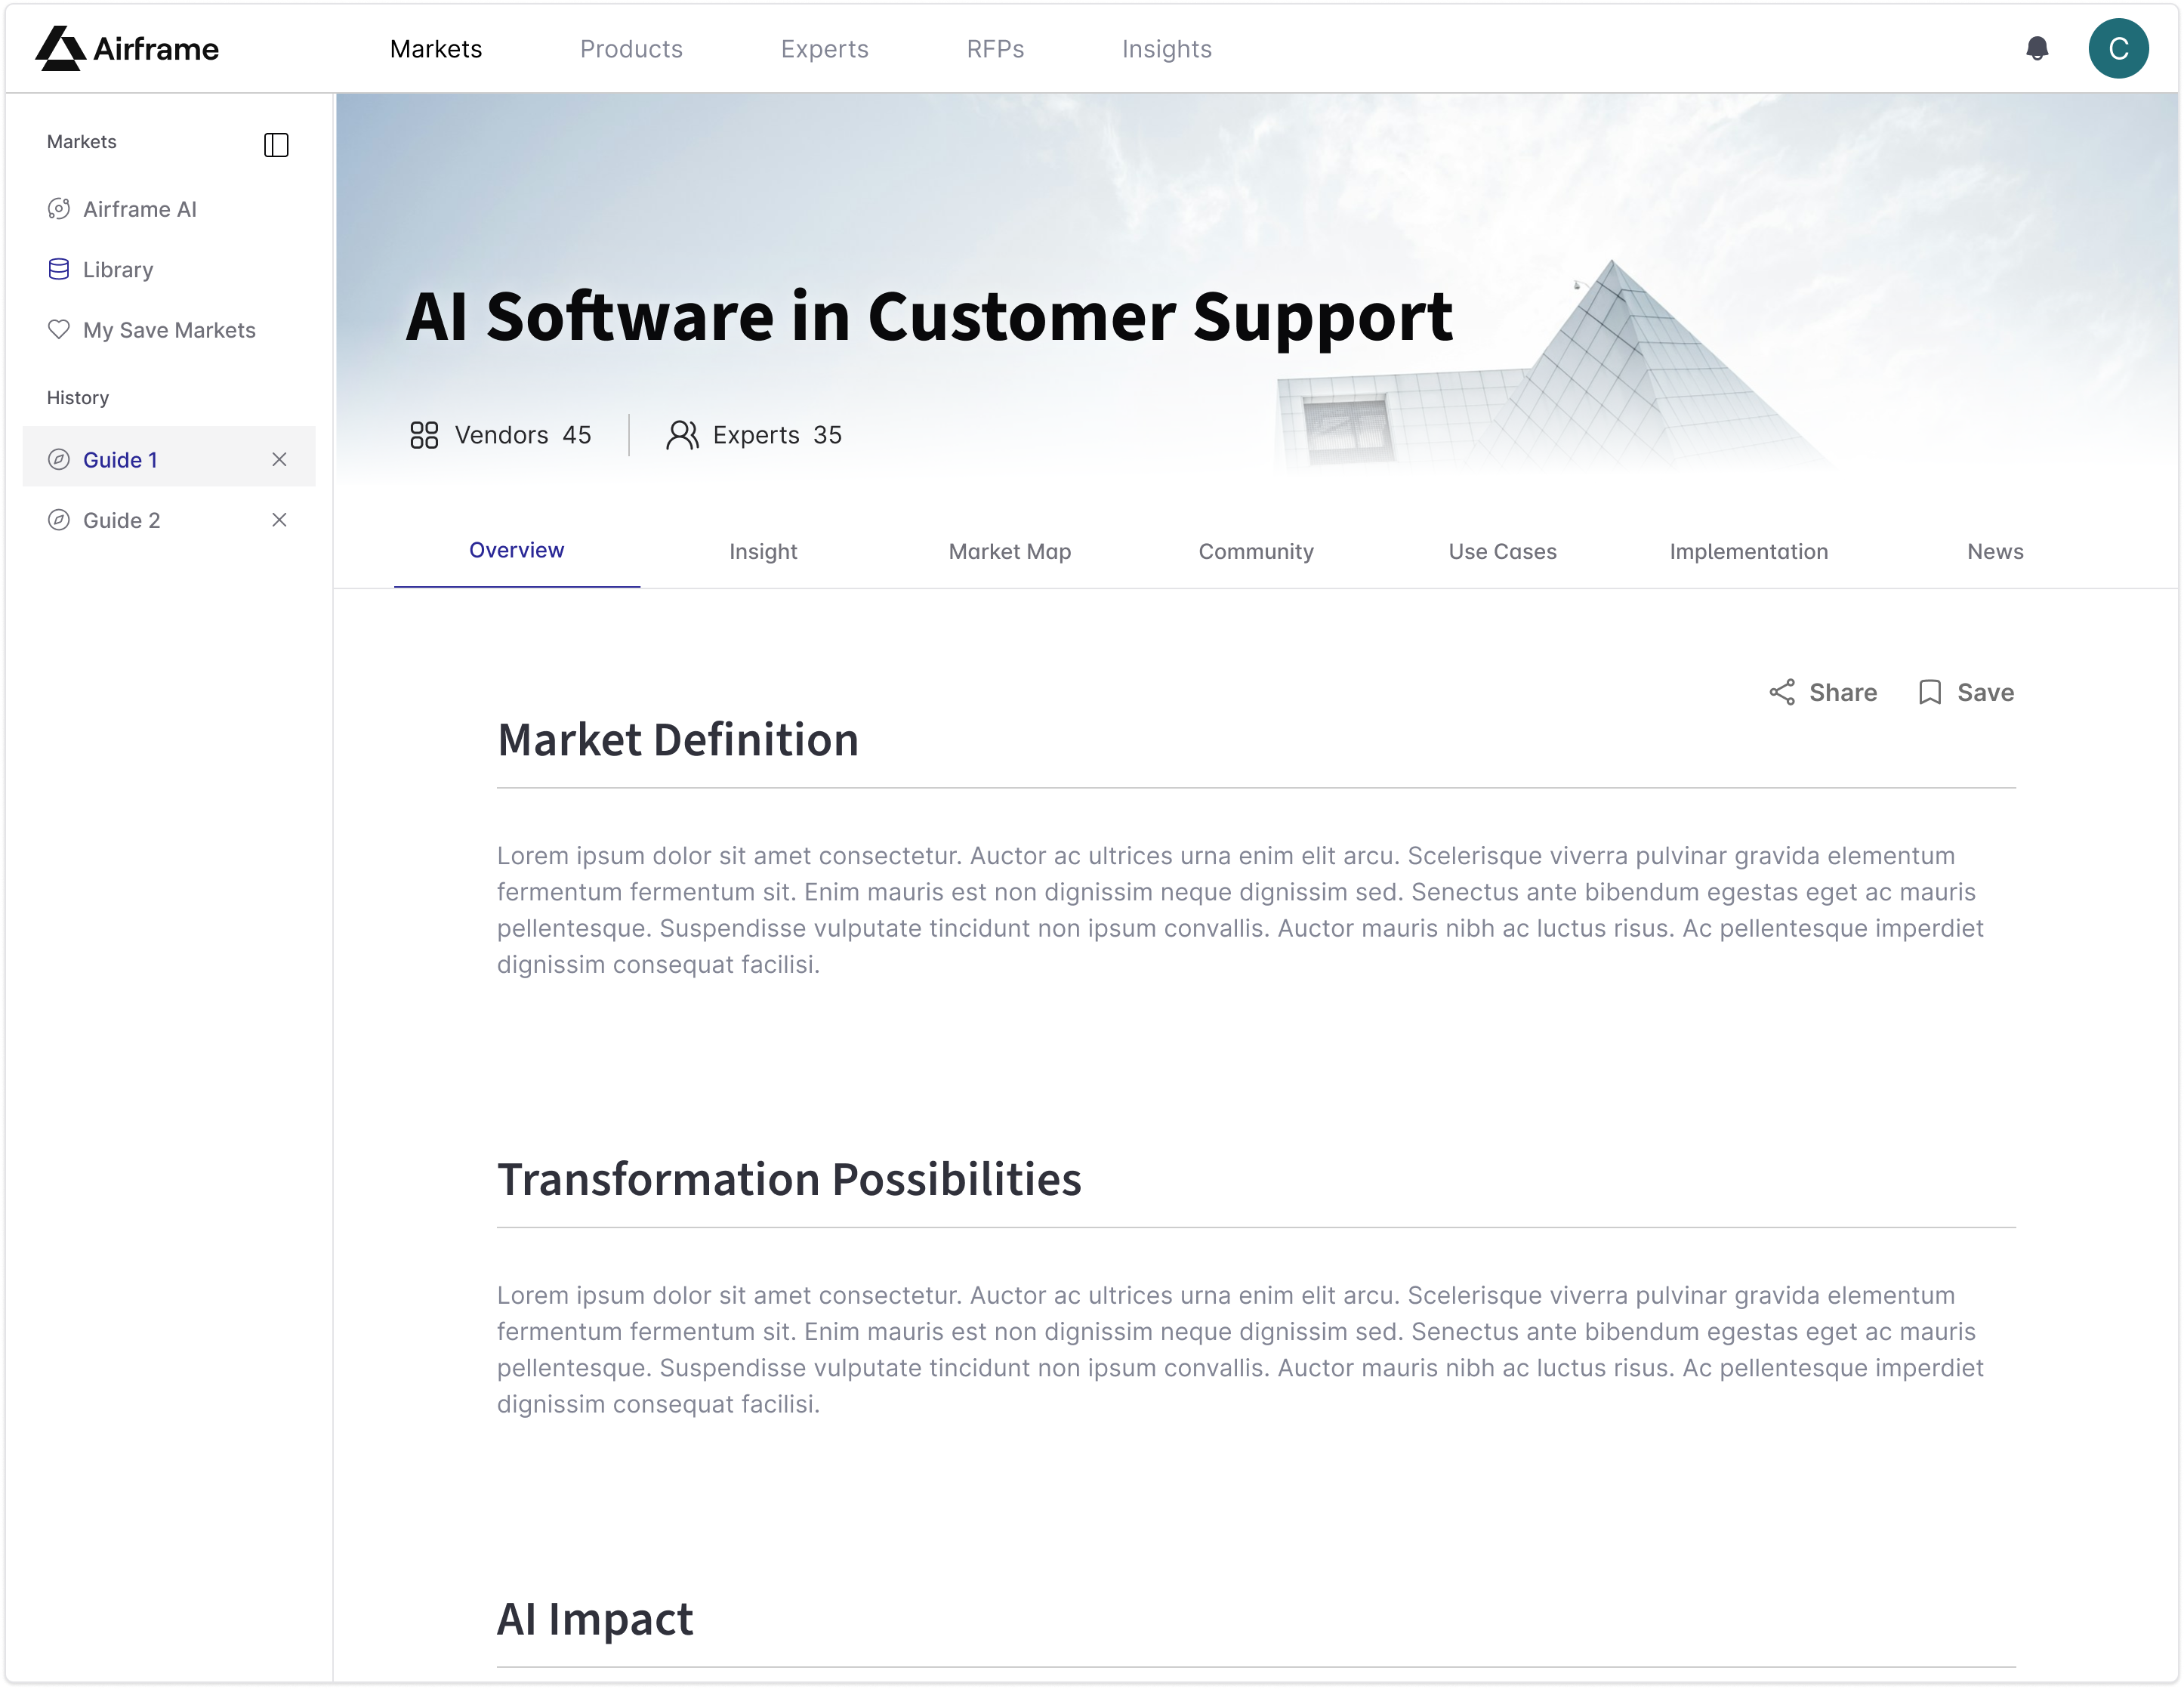 Airframe
Markets
Products
Experts
RFPs
Insights
C
Markets
Airframe AI
Library
My Save Markets
History
Guide 1
Guide 2
AI Software in Customer Support
Vendors 45
Experts 35
Overview
Insight
Market Map
Community
Use Cases
Implementation
News
Share
Save
Market Definition
Lorem ipsum dolor sit amet consectetur. Auctor ac ultrices urna enim elit arcu. Scelerisque viverra pulvinar gravida elementum
fermentum fermentum sit. Enim mauris est non dignissim neque dignissim sed. Senectus ante bibendum egestas eget ac mauris
pellentesque. Suspendisse vulputate tincidunt non ipsum convallis. Auctor mauris nibh ac luctus risus. Ac pellentesque imperdiet
dignissim consequat facilisi.
Transformation Possibilities
Lorem ipsum dolor sit amet consectetur. Auctor ac ultrices urna enim elit arcu. Scelerisque viverra pulvinar gravida elementum
fermentum fermentum sit. Enim mauris est non dignissim neque dignissim sed. Senectus ante bibendum egestas eget ac mauris
pellentesque. Suspendisse vulputate tincidunt non ipsum convallis. Auctor mauris nibh ac luctus risus. Ac pellentesque imperdiet
dignissim consequat facilisi.
AI Impact